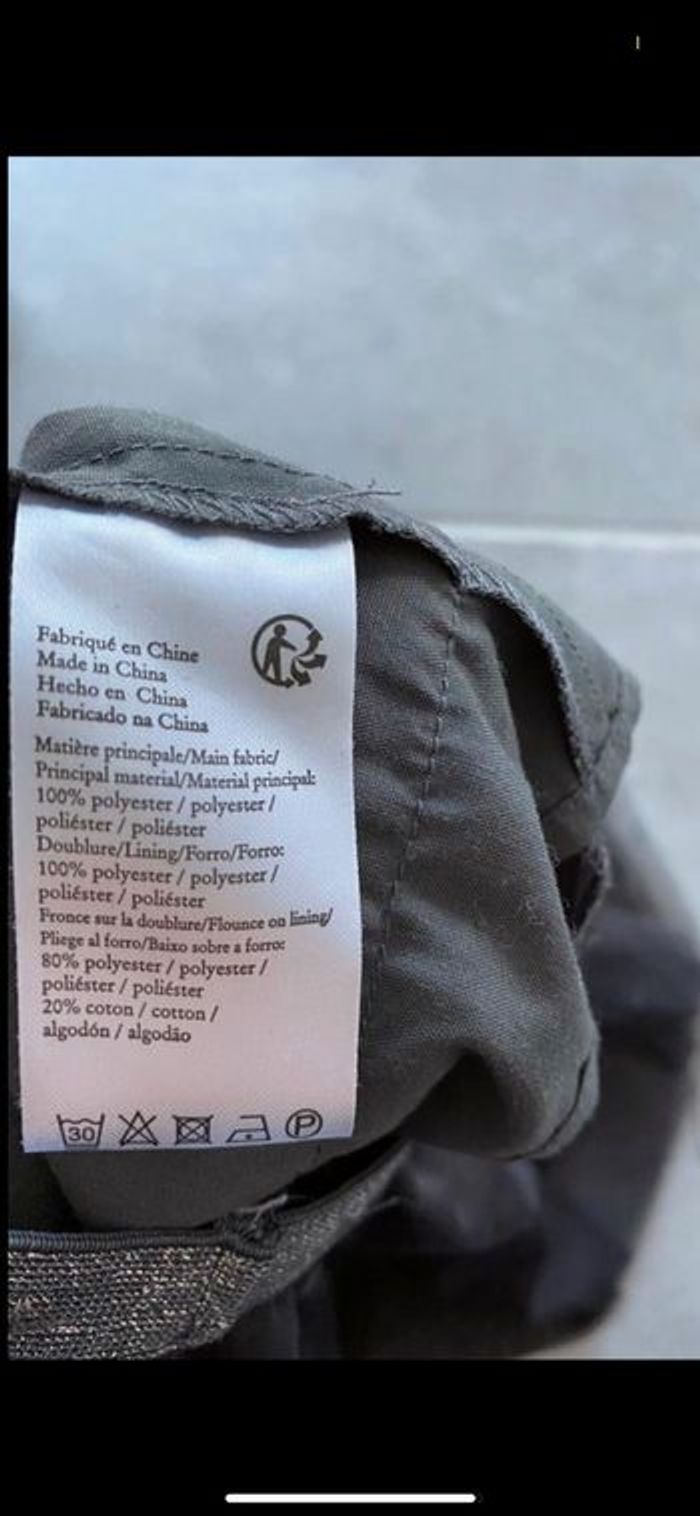 Fabriqué en Chine
Made in China
Hecho en China
Fabricado na China
Matière principale/Main fabric/
Principal material/Material principal:
100% polyester / polyester /
poliéster / poliéster
Doublure/Lining/Forro/Forro:
100% polyester / polyester /
poliéster / poliéster
Fronce sur la doublure/Flounce on lining/
Pliege al forro/Baixo sobre a forro:
80% polyester / polyester /
poliéster / poliéster
20% coton / cotton /
algodón / algodão
30 P